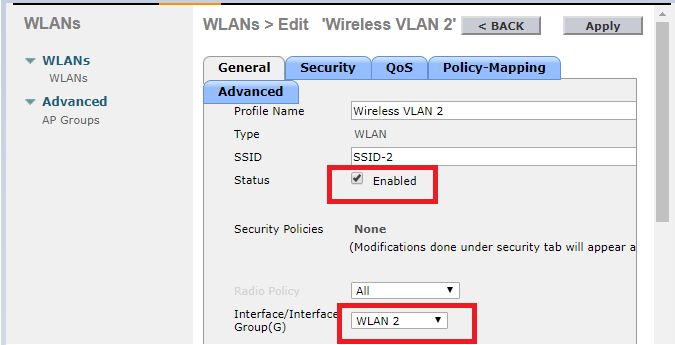 WLANs
WLANs > Edit 'Wireless VLAN 2'
< BACK
Apply
WLANs
WLANs
Advanced
AP Groups
General
Security
QoS
Policy-Mapping
Advanced
Profile Name
Wireless VLAN 2
Type
WLAN
SSID
SSID-2
Status
Enabled
Security Policies
None
(Modifications done under security tab will appear a
Radio Policy
All
Interface/Interface
Group(G)
WLAN 2